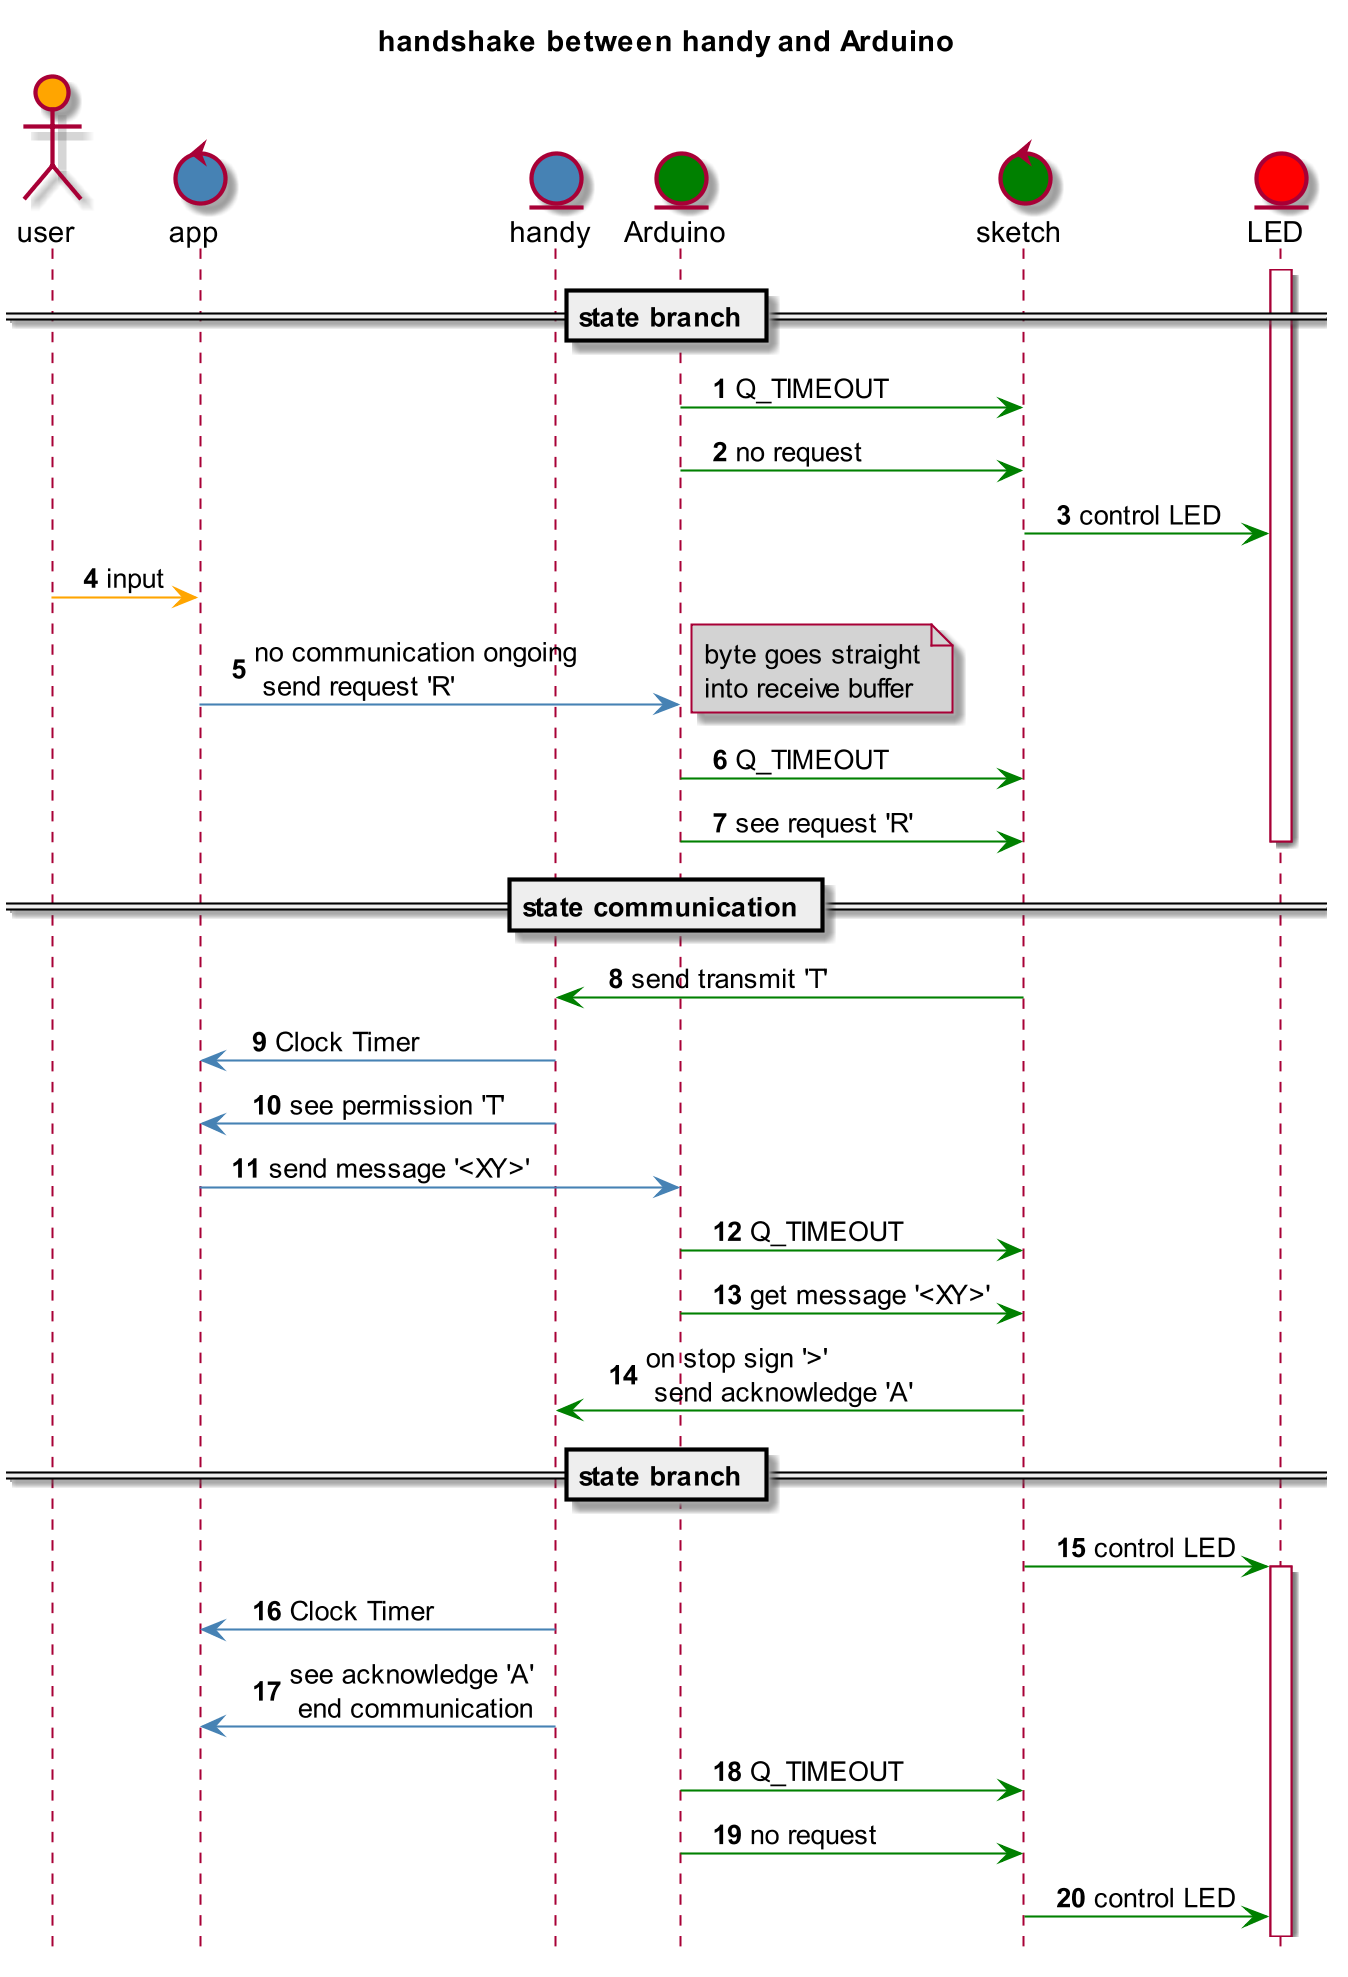 handshake between handy and Arduino
user
app
handy
Arduino
sketch
LED
state branch
1 Q_TIMEOUT
2 no request
3 control LED
4 input
5 no communication ongoing
send request 'R'
byte goes straight
into receive buffer
6 Q_TIMEOUT
7 see request 'R'
state communication
8 send transmit 'T'
9 Clock Timer
10 see permission 'T'
11 send message '<XY>'
12 Q_TIMEOUT
13 get message '<XY>'
14 on stop sign '>'
send acknowledge 'A'
state branch
15 control LED
16 Clock Timer
17 see acknowledge 'A'
end communication
18 Q_TIMEOUT
19 no request
20 control LED